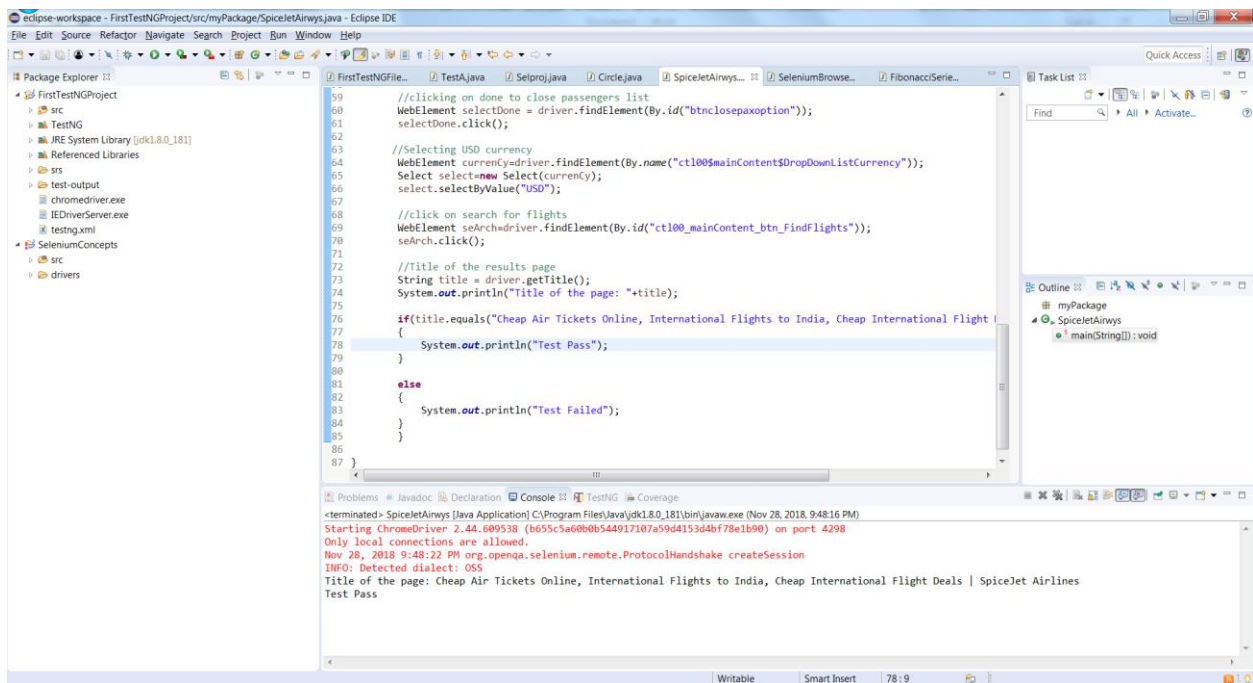 eclipse-workspace - FirstTestNGProject/src/myPackage/SpiceJetAirwys.java - Eclipse IDE
File Edit Source Refactor Navigate Search Project Run Window Help
Quick Access
Package Explorer
FirstTestNGProject
src
TestNG
JRE System Library [jdk1.8.0_181]
Referenced Libraries
srs
test-output
chromedriver.exe
IEDriverServer.exe
testng.xml
SeleniumConcepts
src
drivers
FirstTestNGFile... TestA.java Selproj.java Circle.java SpiceJetAirwys.... SeleniumBrowse... FibonacciSerie...
59 //clicking on done to close passengers list
60 WebElement selectDone = driver.findElement(By.id("btnclosepaxoption"));
61 selectDone.click();
62
63 //Selecting USD currency
64 WebElement currenCy=driver.findElement(By.name("ctl00$mainContent$DropDownListCurrency"));
65 Select select=new Select(currenCy);
66 select.selectByValue("USD");
67
68 //click on search for flights
69 WebElement seArch=driver.findElement(By.id("ctl00_mainContent_btn_FindFlights"));
70 seArch.click();
71
72 //Title of the results page
73 String title = driver.getTitle();
74 System.out.println("Title of the page: "+title);
75
76 if(title.equals("Cheap Air Tickets Online, International Flights to India, Cheap International Flight
77 {
78 System.out.println("Test Pass");
79 }
80
81 else
82 {
83 System.out.println("Test Failed");
84 }
85 }
86
87 }
Task List
Find All Activate...
Outline
myPackage
SpiceJetAirwys
main(String[]) : void
Problems Javadoc Declaration Console TestNG Coverage
<terminated> SpiceJetAirwys [Java Application] C:\Program Files\Java\jdk1.8.0_181\bin\javaw.exe (Nov 28, 2018, 9:48:16 PM)
Starting ChromeDriver 2.44.609538 (b655c5a60b0b544917107a59d4153d4bf78e1b90) on port 4298
Only local connections are allowed.
Nov 28, 2018 9:48:22 PM org.openqa.selenium.remote.ProtocolHandshake createSession
INFO: Detected dialect: OSS
Title of the page: Cheap Air Tickets Online, International Flights to India, Cheap International Flight Deals | SpiceJet Airlines
Test Pass
Writable Smart Insert 78 : 9